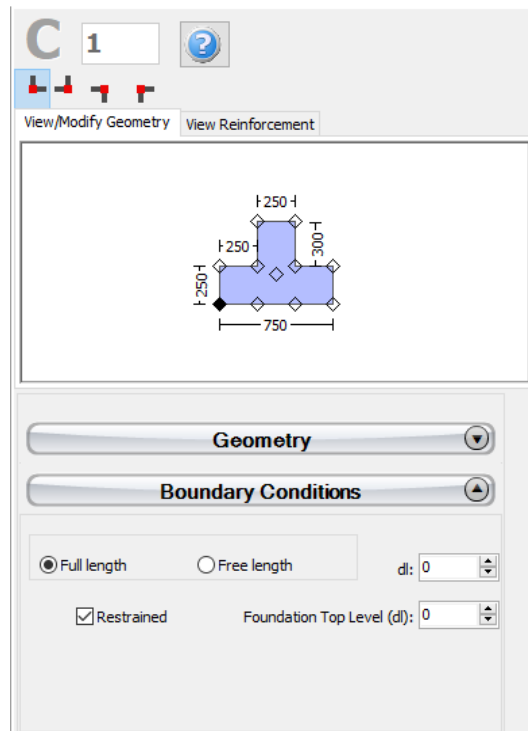 C 1
View/Modify Geometry View Reinforcement
250
250
300
250
750
Geometry
Boundary Conditions
Full length Free length dl: 0
Restrained Foundation Top Level (dl): 0